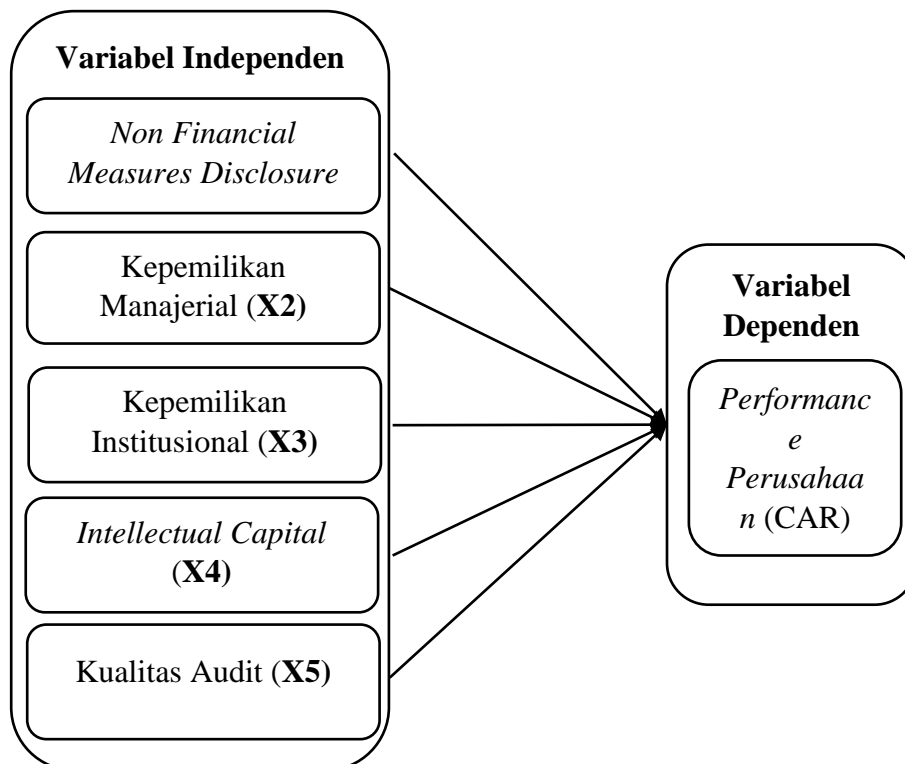 Variabel Independen
Non Financial
Measures Disclosure
Kepemilikan
Manajerial (X2)
Kepemilikan
Institusional (X3)
Intellectual Capital
(X4)
Kualitas Audit (X5)
Variabel
Dependen
Performanc
e
Perusahaa
n (CAR)